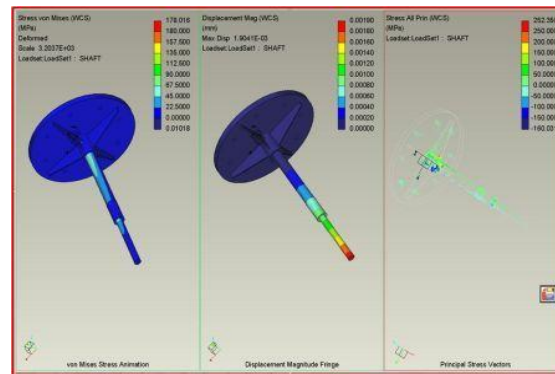 Stress von Mises (WCS)
(MPa)
Deformed
Scale 3.2037E+03
Loadset:LoadSet1 : SHAFT
178.016
180.000
157.500
135.000
112.500
90.0000
67.5000
45.0000
22.5000
0.00000
0.01018
von Mises Stress Animation
Displacement Mag (WCS)
(mm)
Max Disp 1.9041E-03
Loadset:LoadSet1 : SHAFT
0.00190
0.00180
0.00160
0.00140
0.00120
0.00100
0.00080
0.00060
0.00040
0.00020
0.00000
Displacement Magnitude Fringe
Stress All Prin (WCS)
(MPa)
Loadset:LoadSet1 : SHAFT
250.000
200.000
150.000
100.000
50.0000
0.00000
-50.000
-100.00
-150.00
Principal Stress Vectors